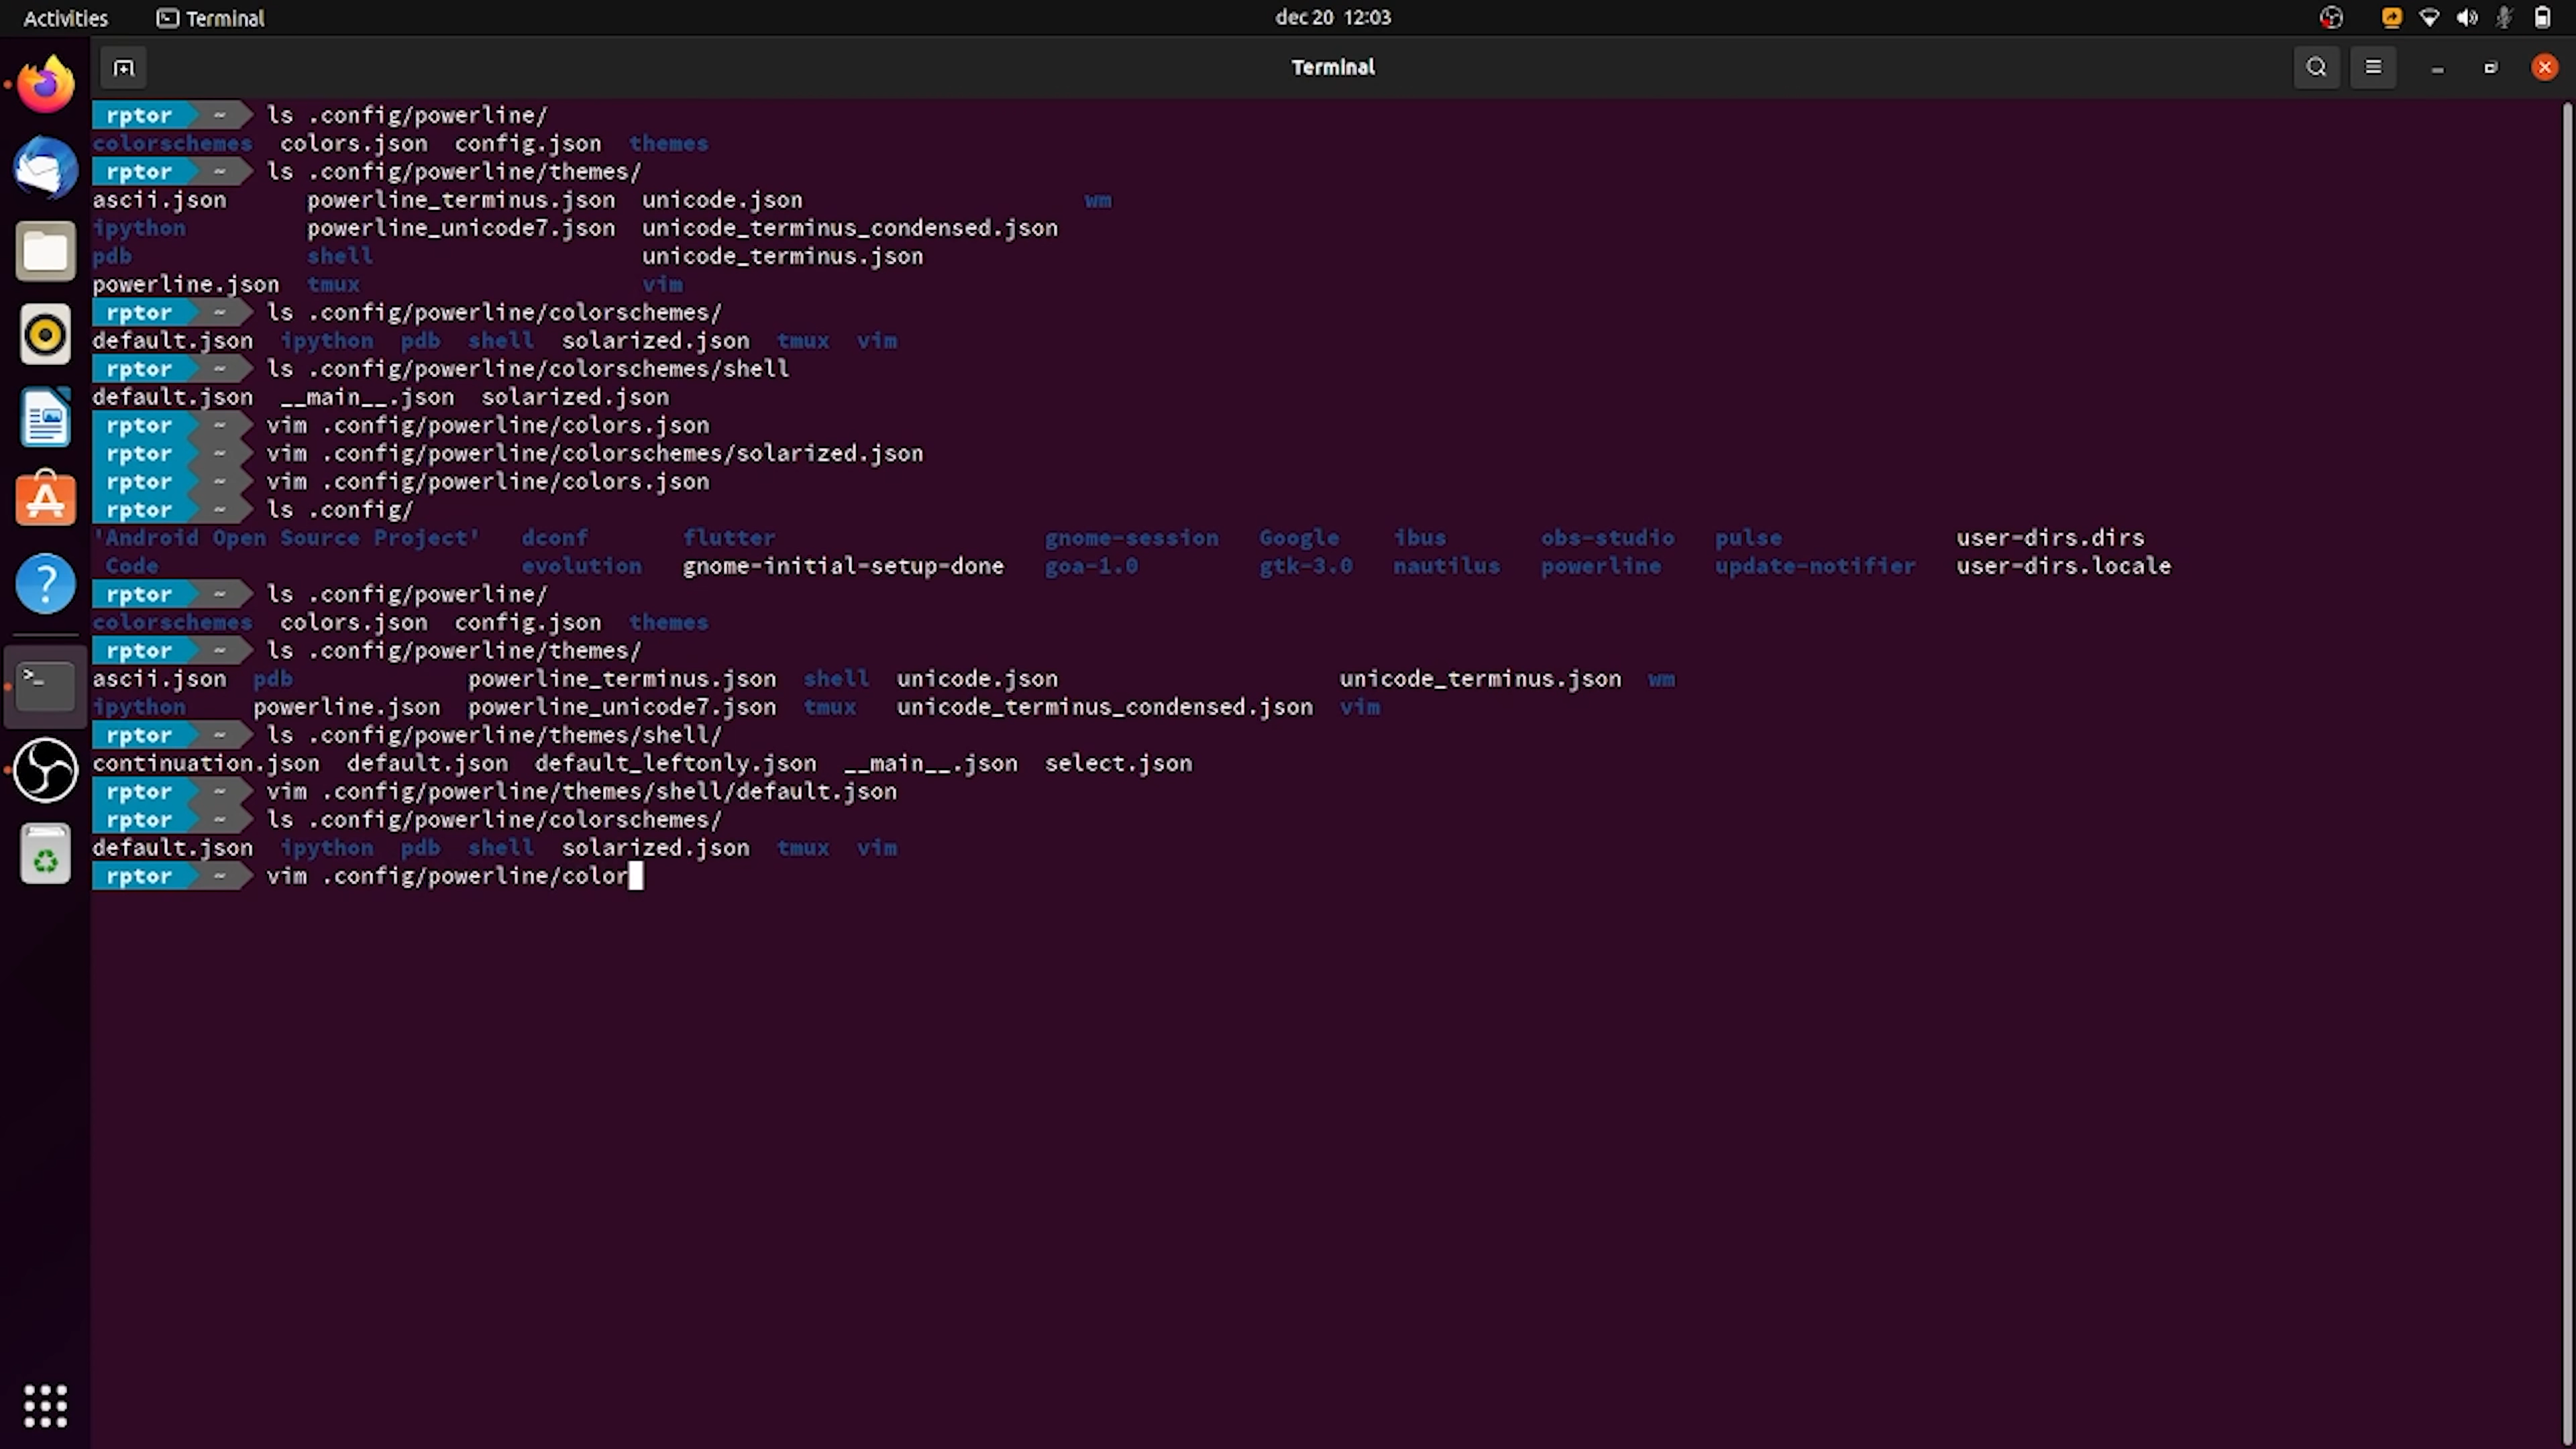 Activities Terminal dec 20 12:03
Terminal
rptor ~ ls .config/powerline/
colorschemes colors.json config.json themes
rptor ~ ls .config/powerline/themes/
ascii.json powerline_terminus.json unicode.json wm
ipython powerline_unicode7.json unicode_terminus_condensed.json
pdb shell unicode_terminus.json
powerline.json tmux vim
rptor ~ ls .config/powerline/colorschemes/
default.json ipython pdb shell solarized.json tmux vim
rptor ~ ls .config/powerline/colorschemes/shell
default.json __main__.json solarized.json
rptor ~ vim .config/powerline/colors.json
rptor ~ vim .config/powerline/colorschemes/solarized.json
rptor ~ vim .config/powerline/colors.json
rptor ~ ls .config/
'Android Open Source Project' dconf flutter gnome-session Google ibus obs-studio pulse user-dirs.dirs
Code evolution gnome-initial-setup-done goa-1.0 gtk-3.0 nautilus powerline update-notifier user-dirs.locale
rptor ~ ls .config/powerline/
colorschemes colors.json config.json themes
rptor ~ ls .config/powerline/themes/
ascii.json pdb powerline_terminus.json shell unicode.json unicode_terminus.json wm
ipython powerline.json powerline_unicode7.json tmux unicode_terminus_condensed.json vim
rptor ~ ls .config/powerline/themes/shell/
continuation.json default.json default_leftonly.json __main__.json select.json
rptor ~ vim .config/powerline/themes/shell/default.json
rptor ~ ls .config/powerline/colorschemes/
default.json ipython pdb shell solarized.json tmux vim
rptor ~ vim .config/powerline/color